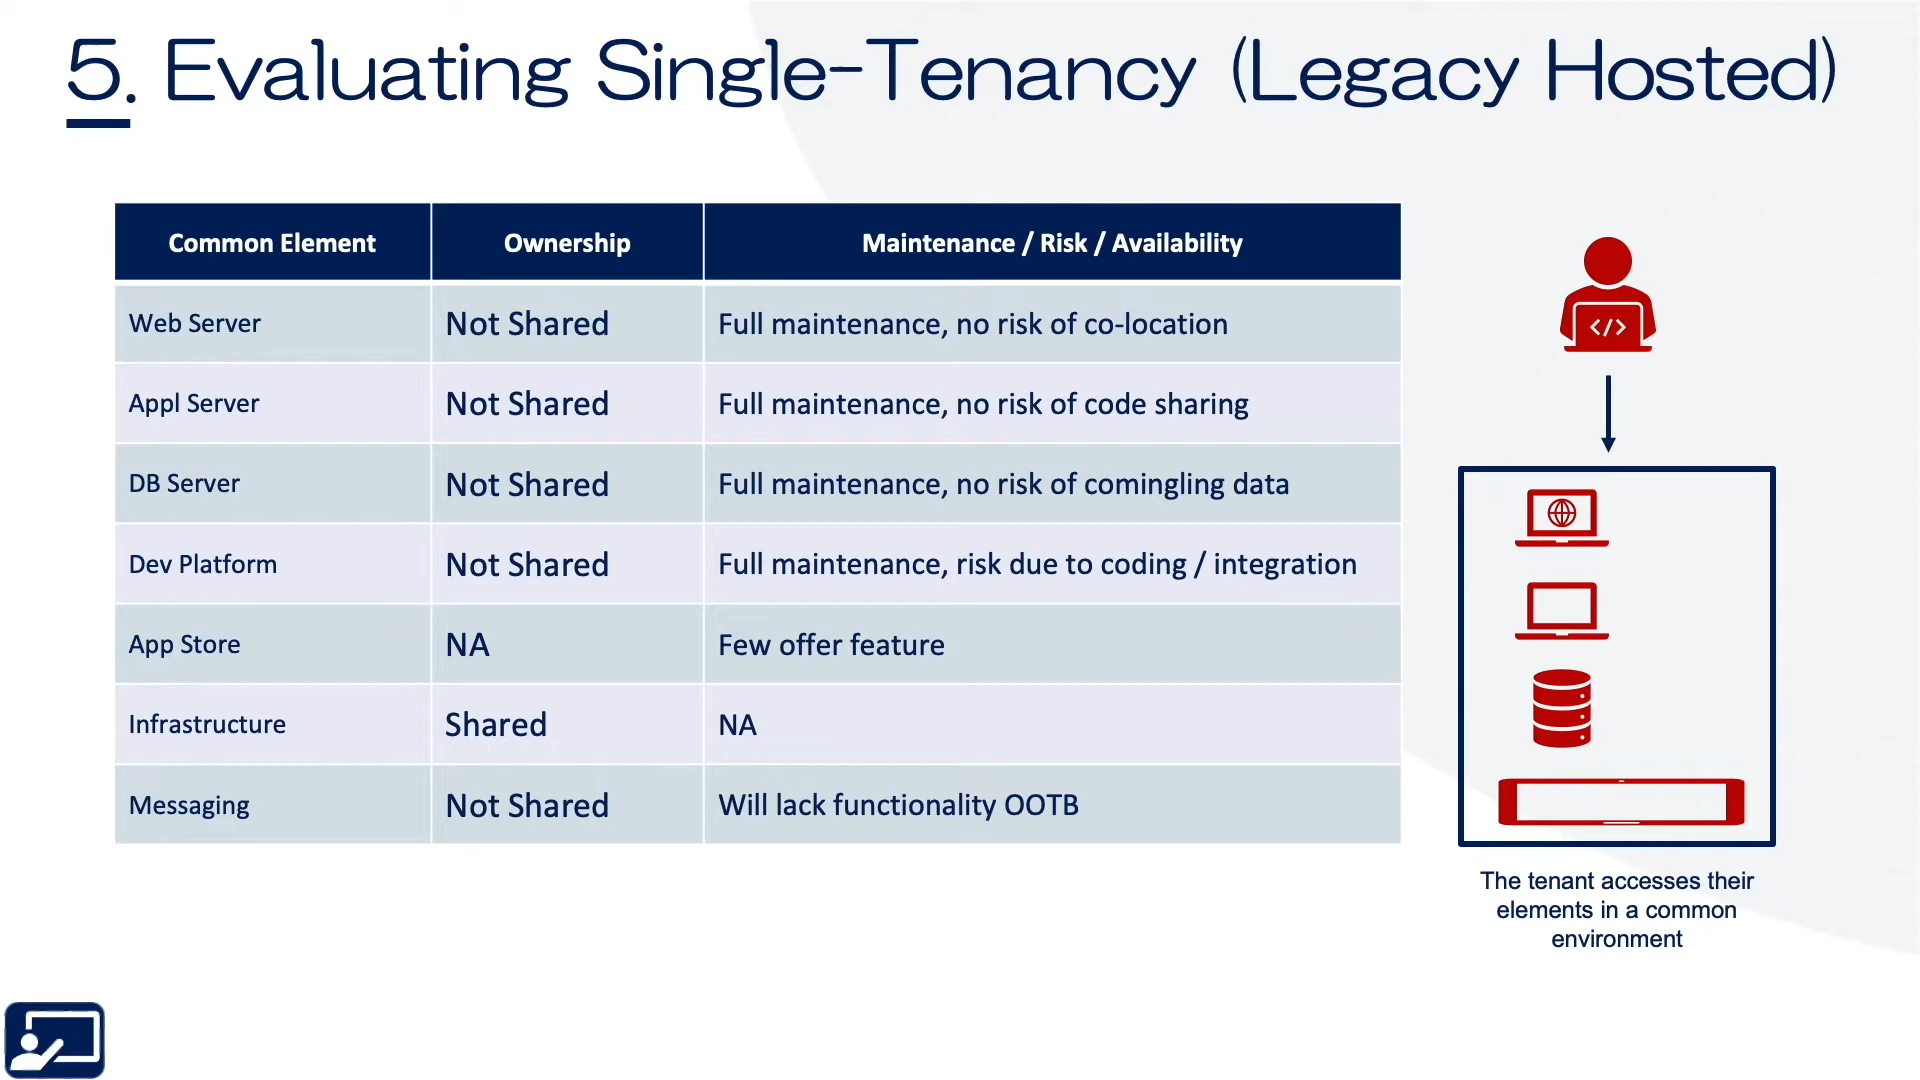 5. Evaluating Single-Tenancy (Legacy Hosted)
Common Element Ownership Maintenance / Risk / Availability
Web Server Not Shared Full maintenance, no risk of co-location
Appl Server Not Shared Full maintenance, no risk of code sharing
DB Server Not Shared Full maintenance, no risk of comingling data
Dev Platform Not Shared Full maintenance, risk due to coding / integration
App Store NA Few offer feature
Infrastructure Shared NA
Messaging Not Shared Will lack functionality OOTB
</>
The tenant accesses their
elements in a common
environment